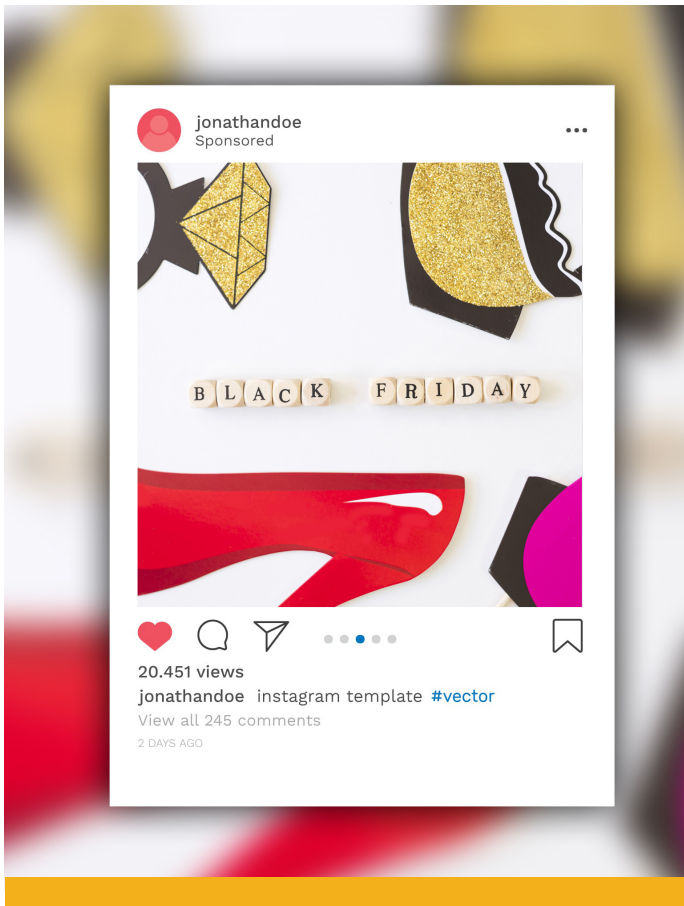 jonathandoe
Sponsored
BLACK FRIDAY
20.451 views
jonathandoe instagram template #vector
View all 245 comments
2 DAYS AGO